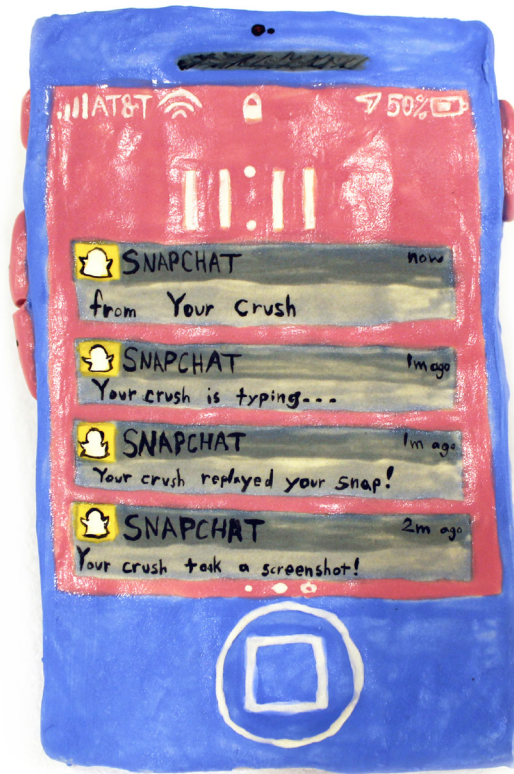 AT&T 50%
11:11
SNAPCHAT now
from Your Crush
SNAPCHAT 1m ago
Your crush is typing---
SNAPCHAT 1m ago
Your crush replayed your snap!
SNAPCHAT 2m ago
Your crush took a screenshot!